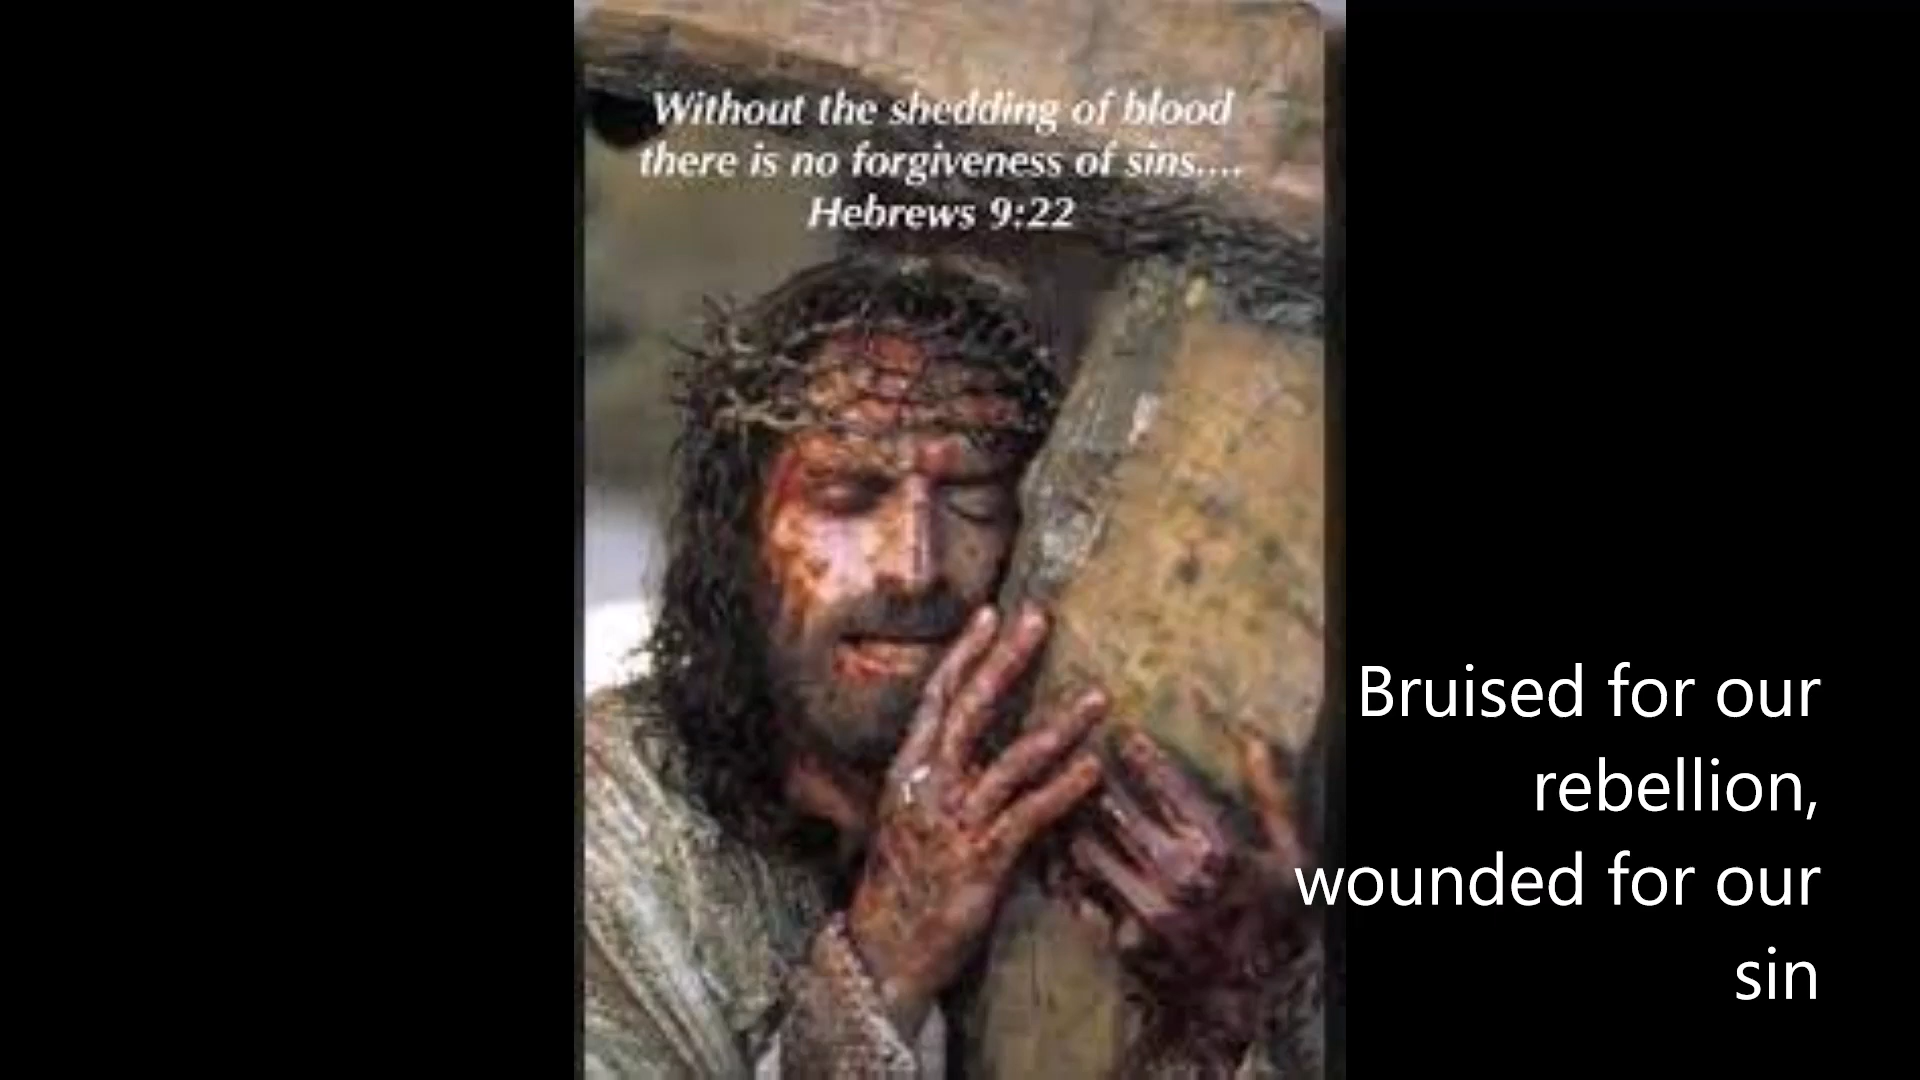 Without the shedding of blood
there is no forgiveness of sins....
Hebrews 9:22
Bruised for our
rebellion,
wounded for our
sin